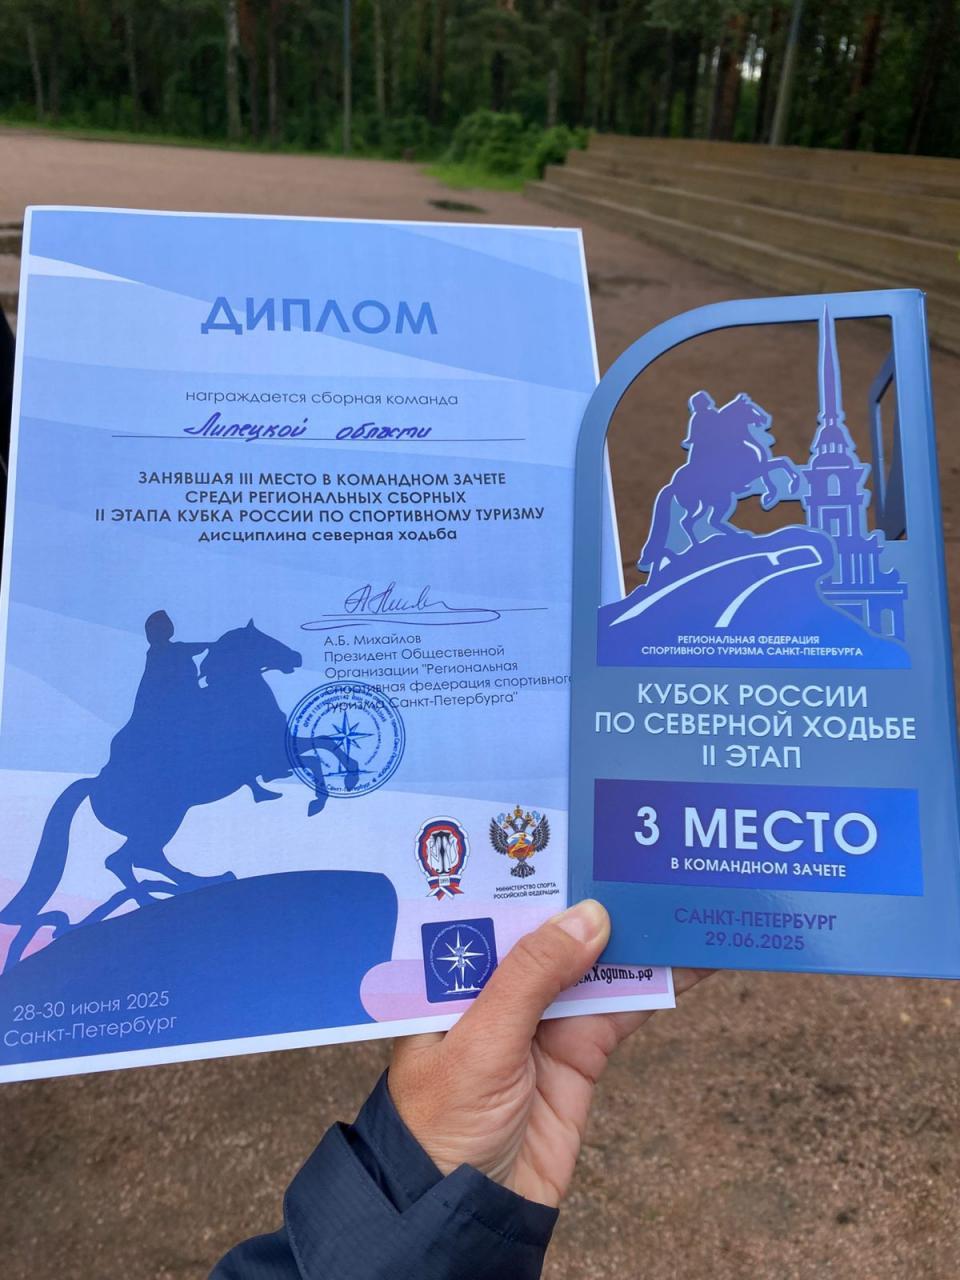 ДИПЛОМ
награждается сборная команда
Липецкой области
ЗАНЯВШАЯ III МЕСТО В КОМАНДНОМ ЗАЧЕТЕ
СРЕДИ РЕГИОНАЛЬНЫХ СБОРНЫХ
II ЭТАПА КУБКА РОССИИ ПО СПОРТИВНОМУ ТУРИЗМУ
дисциплина северная ходьба
А.Б. Михайлов
Президент Общественной
Организации "Региональная
спортивная федерация спортивного
туризма Санкт-Петербурга"
МИНИСТЕРСТВО СПОРТА
РОССИЙСКОЙ ФЕДЕРАЦИИ
емХодить.рф
28-30 июня 2025
Санкт-Петербург
РЕГИОНАЛЬНАЯ ФЕДЕРАЦИЯ
СПОРТИВНОГО ТУРИЗМА САНКТ-ПЕТЕРБУРГА
КУБОК РОССИИ
ПО СЕВЕРНОЙ ХОДЬБЕ
II ЭТАП
3 МЕСТО
В КОМАНДНОМ ЗАЧЕТЕ
САНКТ-ПЕТЕРБУРГ
29.06.2025